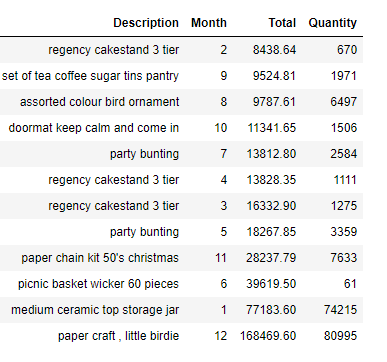 Description Month Total Quantity
regency cakestand 3 tier 2 8438.64 670
set of tea coffee sugar tins pantry 9 9524.81 1971
assorted colour bird ornament 8 9787.61 6497
doormat keep calm and come in 10 11341.65 1506
party bunting 7 13812.80 2584
regency cakestand 3 tier 4 13828.35 1111
regency cakestand 3 tier 3 16332.90 1275
party bunting 5 18267.85 3359
paper chain kit 50's christmas 11 28237.79 7633
picnic basket wicker 60 pieces 6 39619.50 61
medium ceramic top storage jar 1 77183.60 74215
paper craft , little birdie 12 168469.60 80995